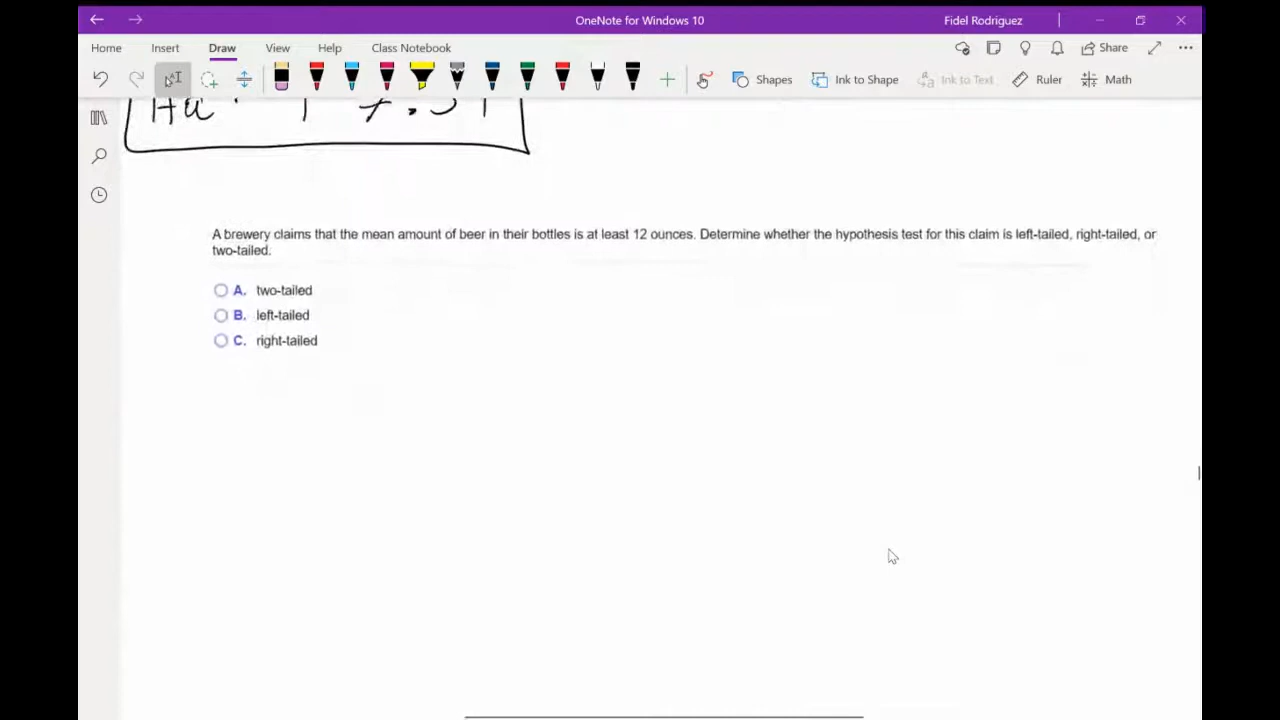 OneNote for Windows 10
Fidel Rodriguez
Home Insert Draw View Help Class Notebook
Share
Shapes Ink to Shape Ink to Text Ruler Math
A brewery claims that the mean amount of beer in their bottles is at least 12 ounces. Determine whether the hypothesis test for this claim is left-tailed, right-tailed, or
two-tailed.
A. two-tailed
B. left-tailed
C. right-tailed